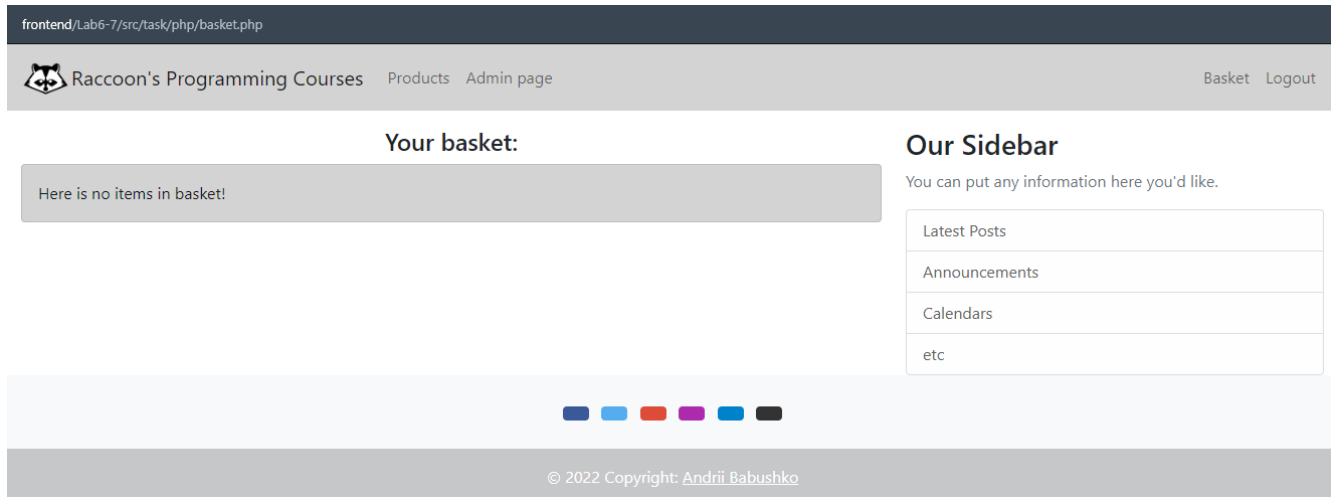 frontend/Lab6-7/src/task/php/basket.php
Raccoon's Programming Courses Products Admin page Basket Logout
Your basket:
Here is no items in basket!
Our Sidebar
You can put any information here you'd like.
Latest Posts
Announcements
Calendars
etc
© 2022 Copyright: Andrii Babushko